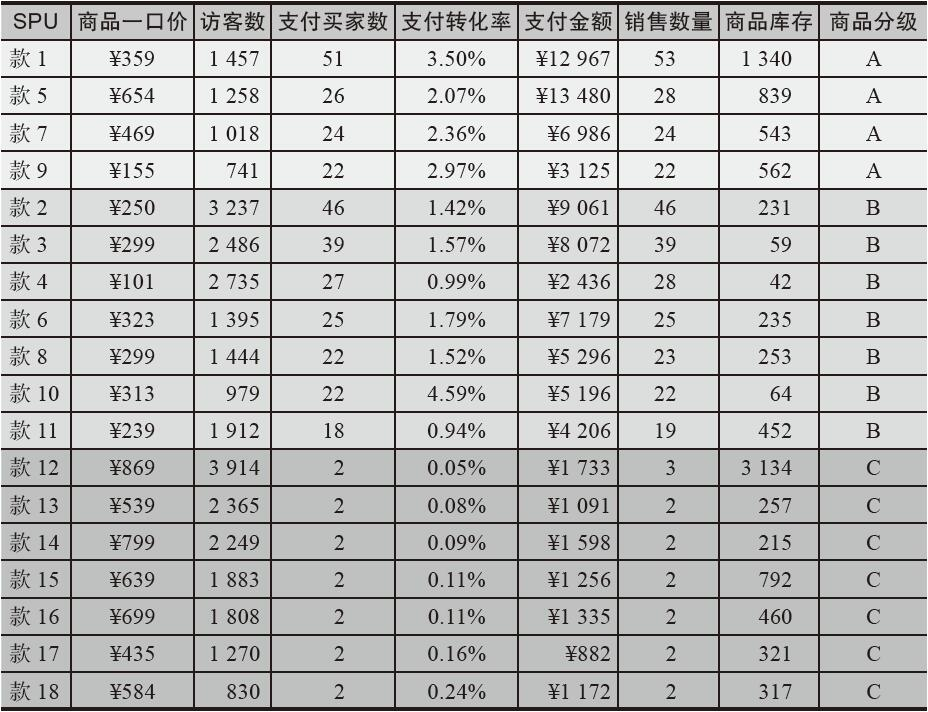 SPU 商品一口价 访客数 支付买家数 支付转化率 支付金额 销售数量 商品库存 商品分级
款 1 ¥359 1 457 51 3.50% ¥12 967 53 1 340 A
款 5 ¥654 1 258 26 2.07% ¥13 480 28 839 A
款 7 ¥469 1 018 24 2.36% ¥6 986 24 543 A
款 9 ¥155 741 22 2.97% ¥3 125 22 562 A
款 2 ¥250 3 237 46 1.42% ¥9 061 46 231 B
款 3 ¥299 2 486 39 1.57% ¥8 072 39 59 B
款 4 ¥101 2 735 27 0.99% ¥2 436 28 42 B
款 6 ¥323 1 395 25 1.79% ¥7 179 25 235 B
款 8 ¥299 1 444 22 1.52% ¥5 296 23 253 B
款 10 ¥313 979 22 4.59% ¥5 196 22 64 B
款 11 ¥239 1 912 18 0.94% ¥4 206 19 452 B
款 12 ¥869 3 914 2 0.05% ¥1 733 3 3 134 C
款 13 ¥539 2 365 2 0.08% ¥1 091 2 257 C
款 14 ¥799 2 249 2 0.09% ¥1 598 2 215 C
款 15 ¥639 1 883 2 0.11% ¥1 256 2 792 C
款 16 ¥699 1 808 2 0.11% ¥1 335 2 460 C
款 17 ¥435 1 270 2 0.16% ¥882 2 321 C
款 18 ¥584 830 2 0.24% ¥1 172 2 317 C